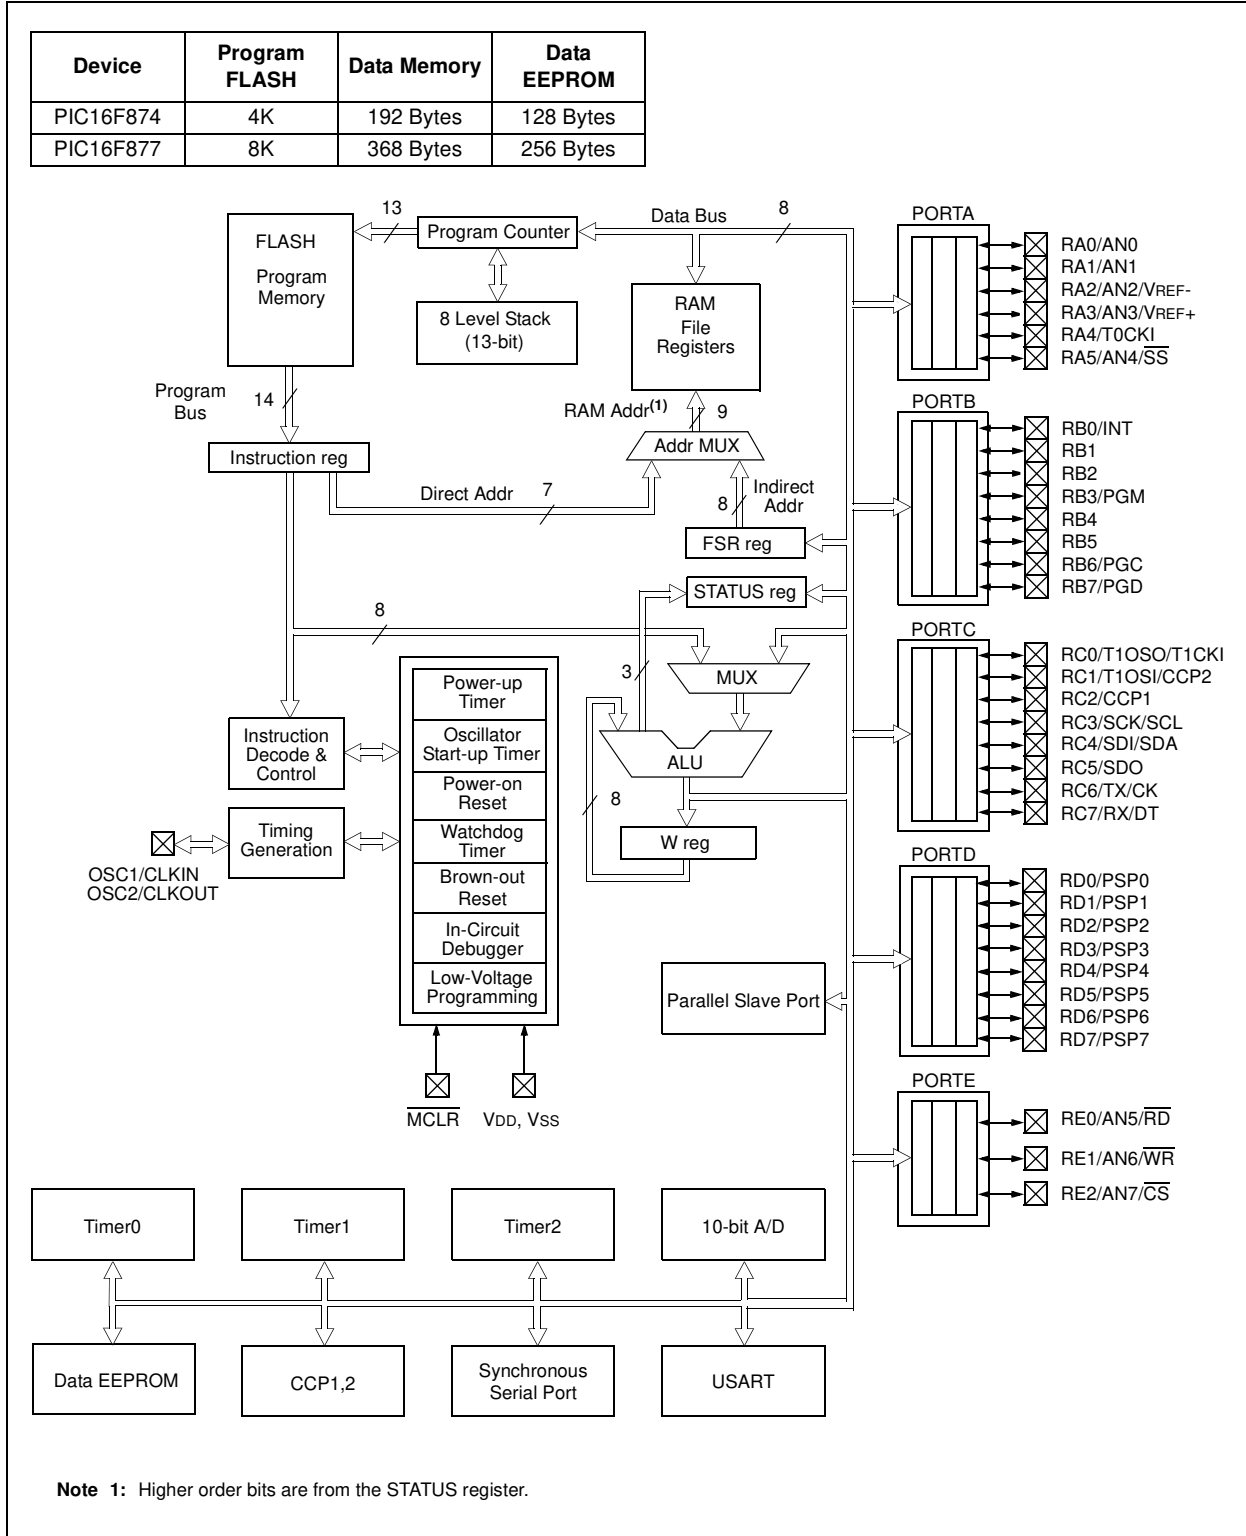 Device Program FLASH Data Memory Data EEPROM
PIC16F874 4K 192 Bytes 128 Bytes
PIC16F877 8K 368 Bytes 256 Bytes
FLASH
Program
Memory
13
Program Counter
8 Level Stack
(13-bit)
Data Bus
8
RAM
File
Registers
Program
Bus
14
RAM Addr(1)
9
Addr MUX
Instruction reg
Direct Addr
7
8
Indirect
Addr
FSR reg
STATUS reg
8
3
MUX
ALU
8
W reg
Instruction
Decode &
Control
Timing
Generation
OSC1/CLKIN
OSC2/CLKOUT
Power-up
Timer
Oscillator
Start-up Timer
Power-on
Reset
Watchdog
Timer
Brown-out
Reset
In-Circuit
Debugger
Low-Voltage
Programming
MCLR
VDD, VSS
Parallel Slave Port
PORTA
RA0/AN0
RA1/AN1
RA2/AN2/VREF-
RA3/AN3/VREF+
RA4/T0CKI
RA5/AN4/SS
PORTB
RB0/INT
RB1
RB2
RB3/PGM
RB4
RB5
RB6/PGC
RB7/PGD
PORTC
RC0/T1OSO/T1CKI
RC1/T1OSI/CCP2
RC2/CCP1
RC3/SCK/SCL
RC4/SDI/SDA
RC5/SDO
RC6/TX/CK
RC7/RX/DT
PORTD
RD0/PSP0
RD1/PSP1
RD2/PSP2
RD3/PSP3
RD4/PSP4
RD5/PSP5
RD6/PSP6
RD7/PSP7
PORTE
RE0/AN5/RD
RE1/AN6/WR
RE2/AN7/CS
Timer0
Timer1
Timer2
10-bit A/D
Data EEPROM
CCP1,2
Synchronous
Serial Port
USART
Note 1: Higher order bits are from the STATUS register.